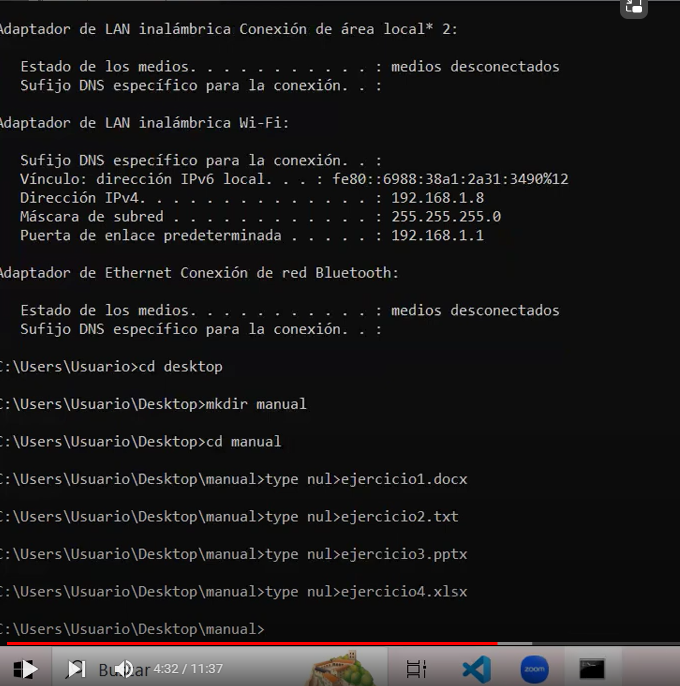 Adaptador de LAN inalámbrica Conexión de área local* 2:
Estado de los medios. . . . . . . . . . . : medios desconectados
Sufijo DNS específico para la conexión. . :
Adaptador de LAN inalámbrica Wi-Fi:
Sufijo DNS específico para la conexión. . :
Vínculo: dirección IPv6 local. . . : fe80::6988:38a1:2a31:3490%12
Dirección IPv4. . . . . . . . . . . . . . : 192.168.1.8
Máscara de subred . . . . . . . . . . . . : 255.255.255.0
Puerta de enlace predeterminada . . . . . : 192.168.1.1
Adaptador de Ethernet Conexión de red Bluetooth:
Estado de los medios. . . . . . . . . . . : medios desconectados
Sufijo DNS específico para la conexión. . :
C:\Users\Usuario>cd desktop
C:\Users\Usuario\Desktop>mkdir manual
C:\Users\Usuario\Desktop>cd manual
C:\Users\Usuario\Desktop\manual>type nul>ejercicio1.docx
C:\Users\Usuario\Desktop\manual>type nul>ejercicio2.txt
C:\Users\Usuario\Desktop\manual>type nul>ejercicio3.pptx
C:\Users\Usuario\Desktop\manual>type nul>ejercicio4.xlsx
C:\Users\Usuario\Desktop\manual>
Buscar 4:32 / 11:37 zoom